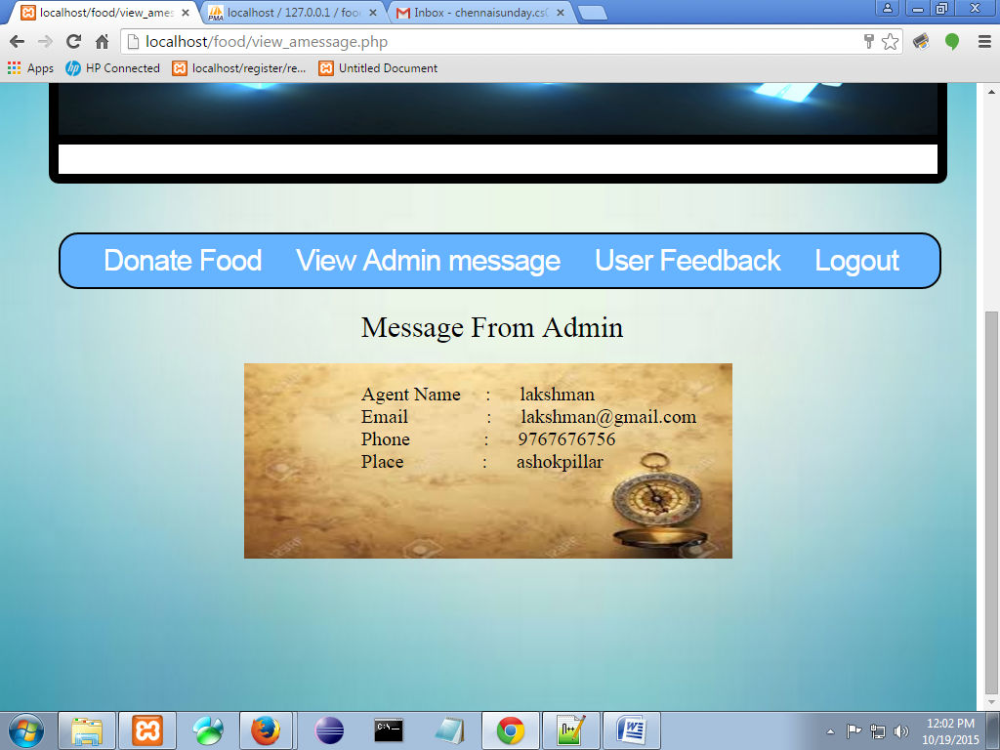 localhost/food/view_ames
localhost / 127.0.0.1 / foo
Inbox - chennaisunday.cs
localhost/food/view_amessage.php
Apps
HP Connected
localhost/register/re...
Untitled Document
Donate Food View Admin message User Feedback Logout
Message From Admin
Agent Name : lakshman
Email : lakshman@gmail.com
Phone : 9767676756
Place : ashokpillar
12:02 PM
10/19/2015